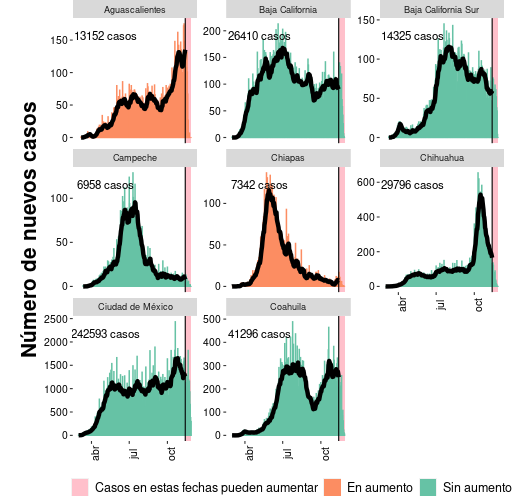 Número de nuevos casos
Aguascalientes
Baja California
Baja California Sur
13152 casos
26410 casos
14325 casos
150
100
50
0
200
150
100
50
0
150
100
50
0
Campeche
Chiapas
Chihuahua
6958 casos
7342 casos
29796 casos
100
50
0
100
50
0
600
400
200
0
abr
jul
oct
Ciudad de México
Coahuila
242593 casos
41296 casos
2500
2000
1500
1000
500
0
500
400
300
200
100
0
abr
jul
oct
abr
jul
oct
Casos en estas fechas pueden aumentar
En aumento
Sin aumento